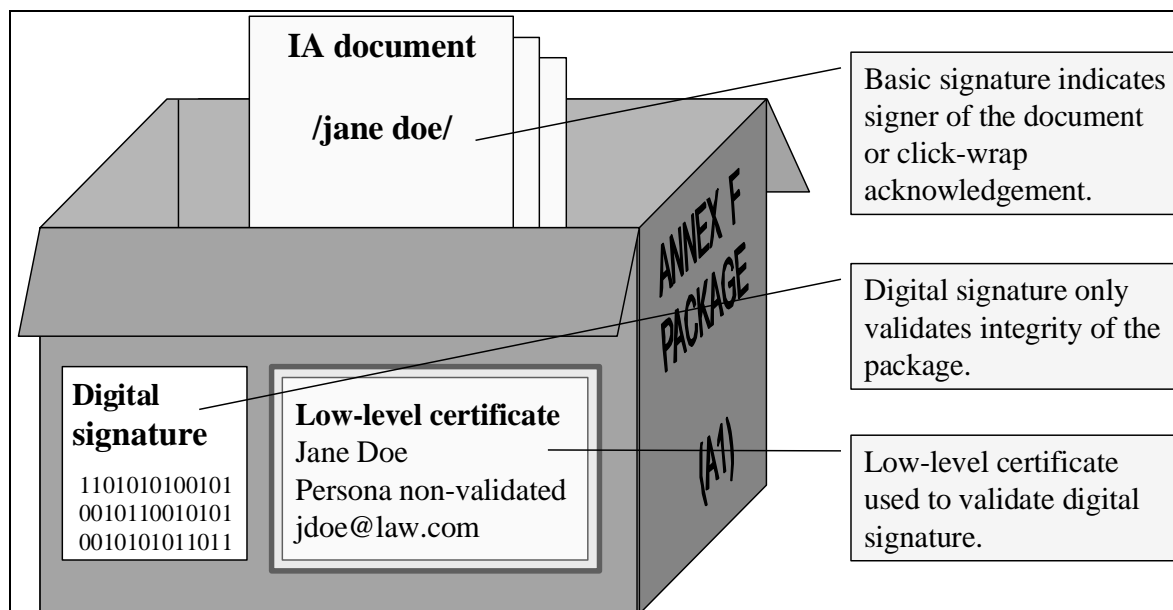 IA document
/jane doe/
Basic signature indicates
signer of the document
or click-wrap
acknowledgement.
ANNEX F
PACKAGE
(A1)
Digital signature only
validates integrity of the
package.
Digital
signature
1101010100101
0010110010101
0010101011011
Low-level certificate
Jane Doe
Persona non-validated
jdoe@law.com
Low-level certificate
used to validate digital
signature.